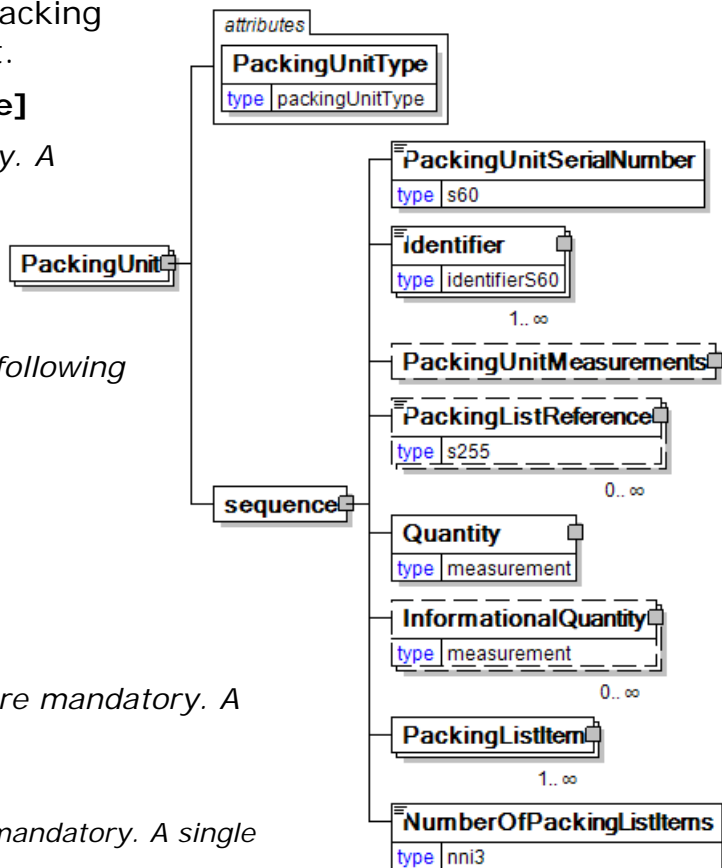 acking
t.
e]
y. A
following
re mandatory. A
mandatory. A single
attributes
PackingUnitType
type packingUnitType
PackingUnit
sequence
PackingUnitSerialNumber
type s60
Identifier
type identifierS60
1..∞
PackingUnitMeasurements
PackingListReference
type s255
0..∞
Quantity
type measurement
InformationalQuantity
type measurement
0..∞
PackingListItem
1..∞
NumberOfPackingListItems
type nni3